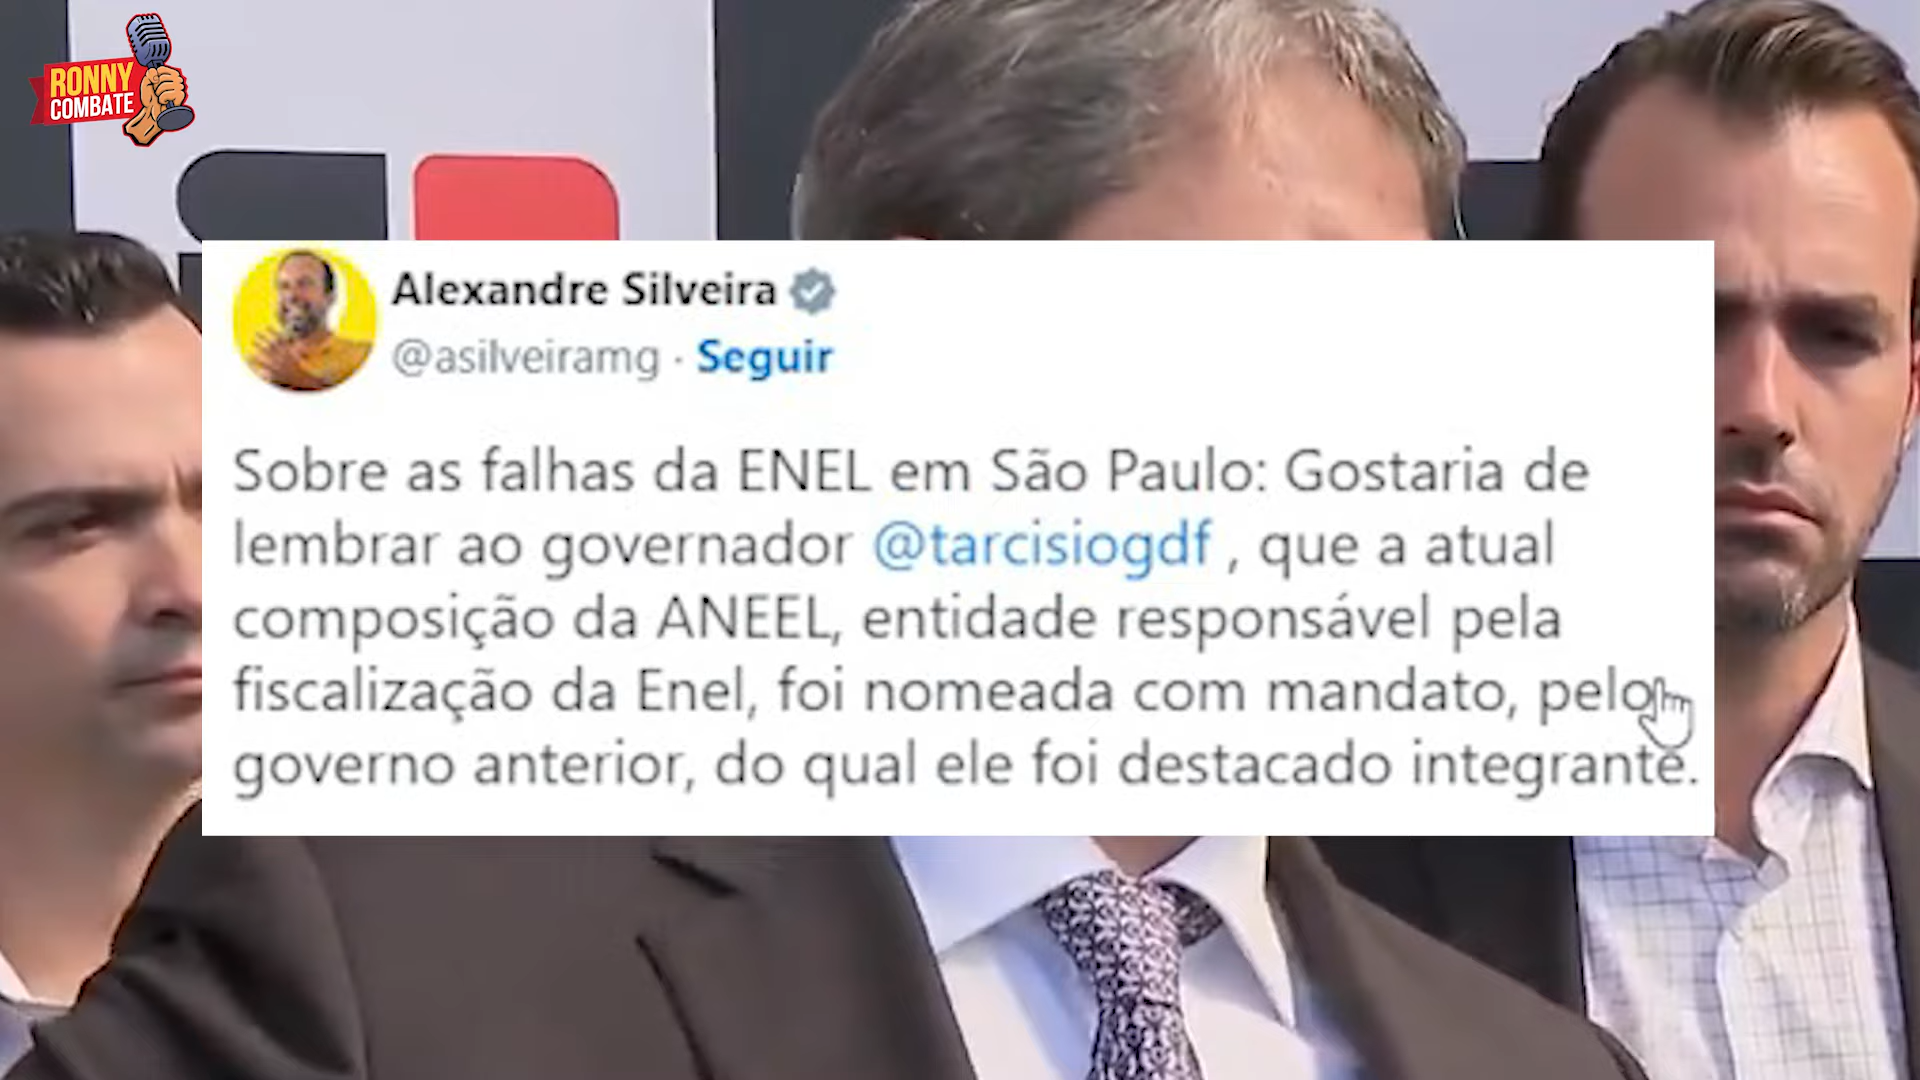 RONNY
COMBATE
Alexandre Silveira
@asilveiramg · Seguir
Sobre as falhas da ENEL em São Paulo: Gostaria de
lembrar ao governador @tarcisiogdf , que a atual
composição da ANEEL, entidade responsável pela
fiscalização da Enel, foi nomeada com mandato, pelo
governo anterior, do qual ele foi destacado integrante.